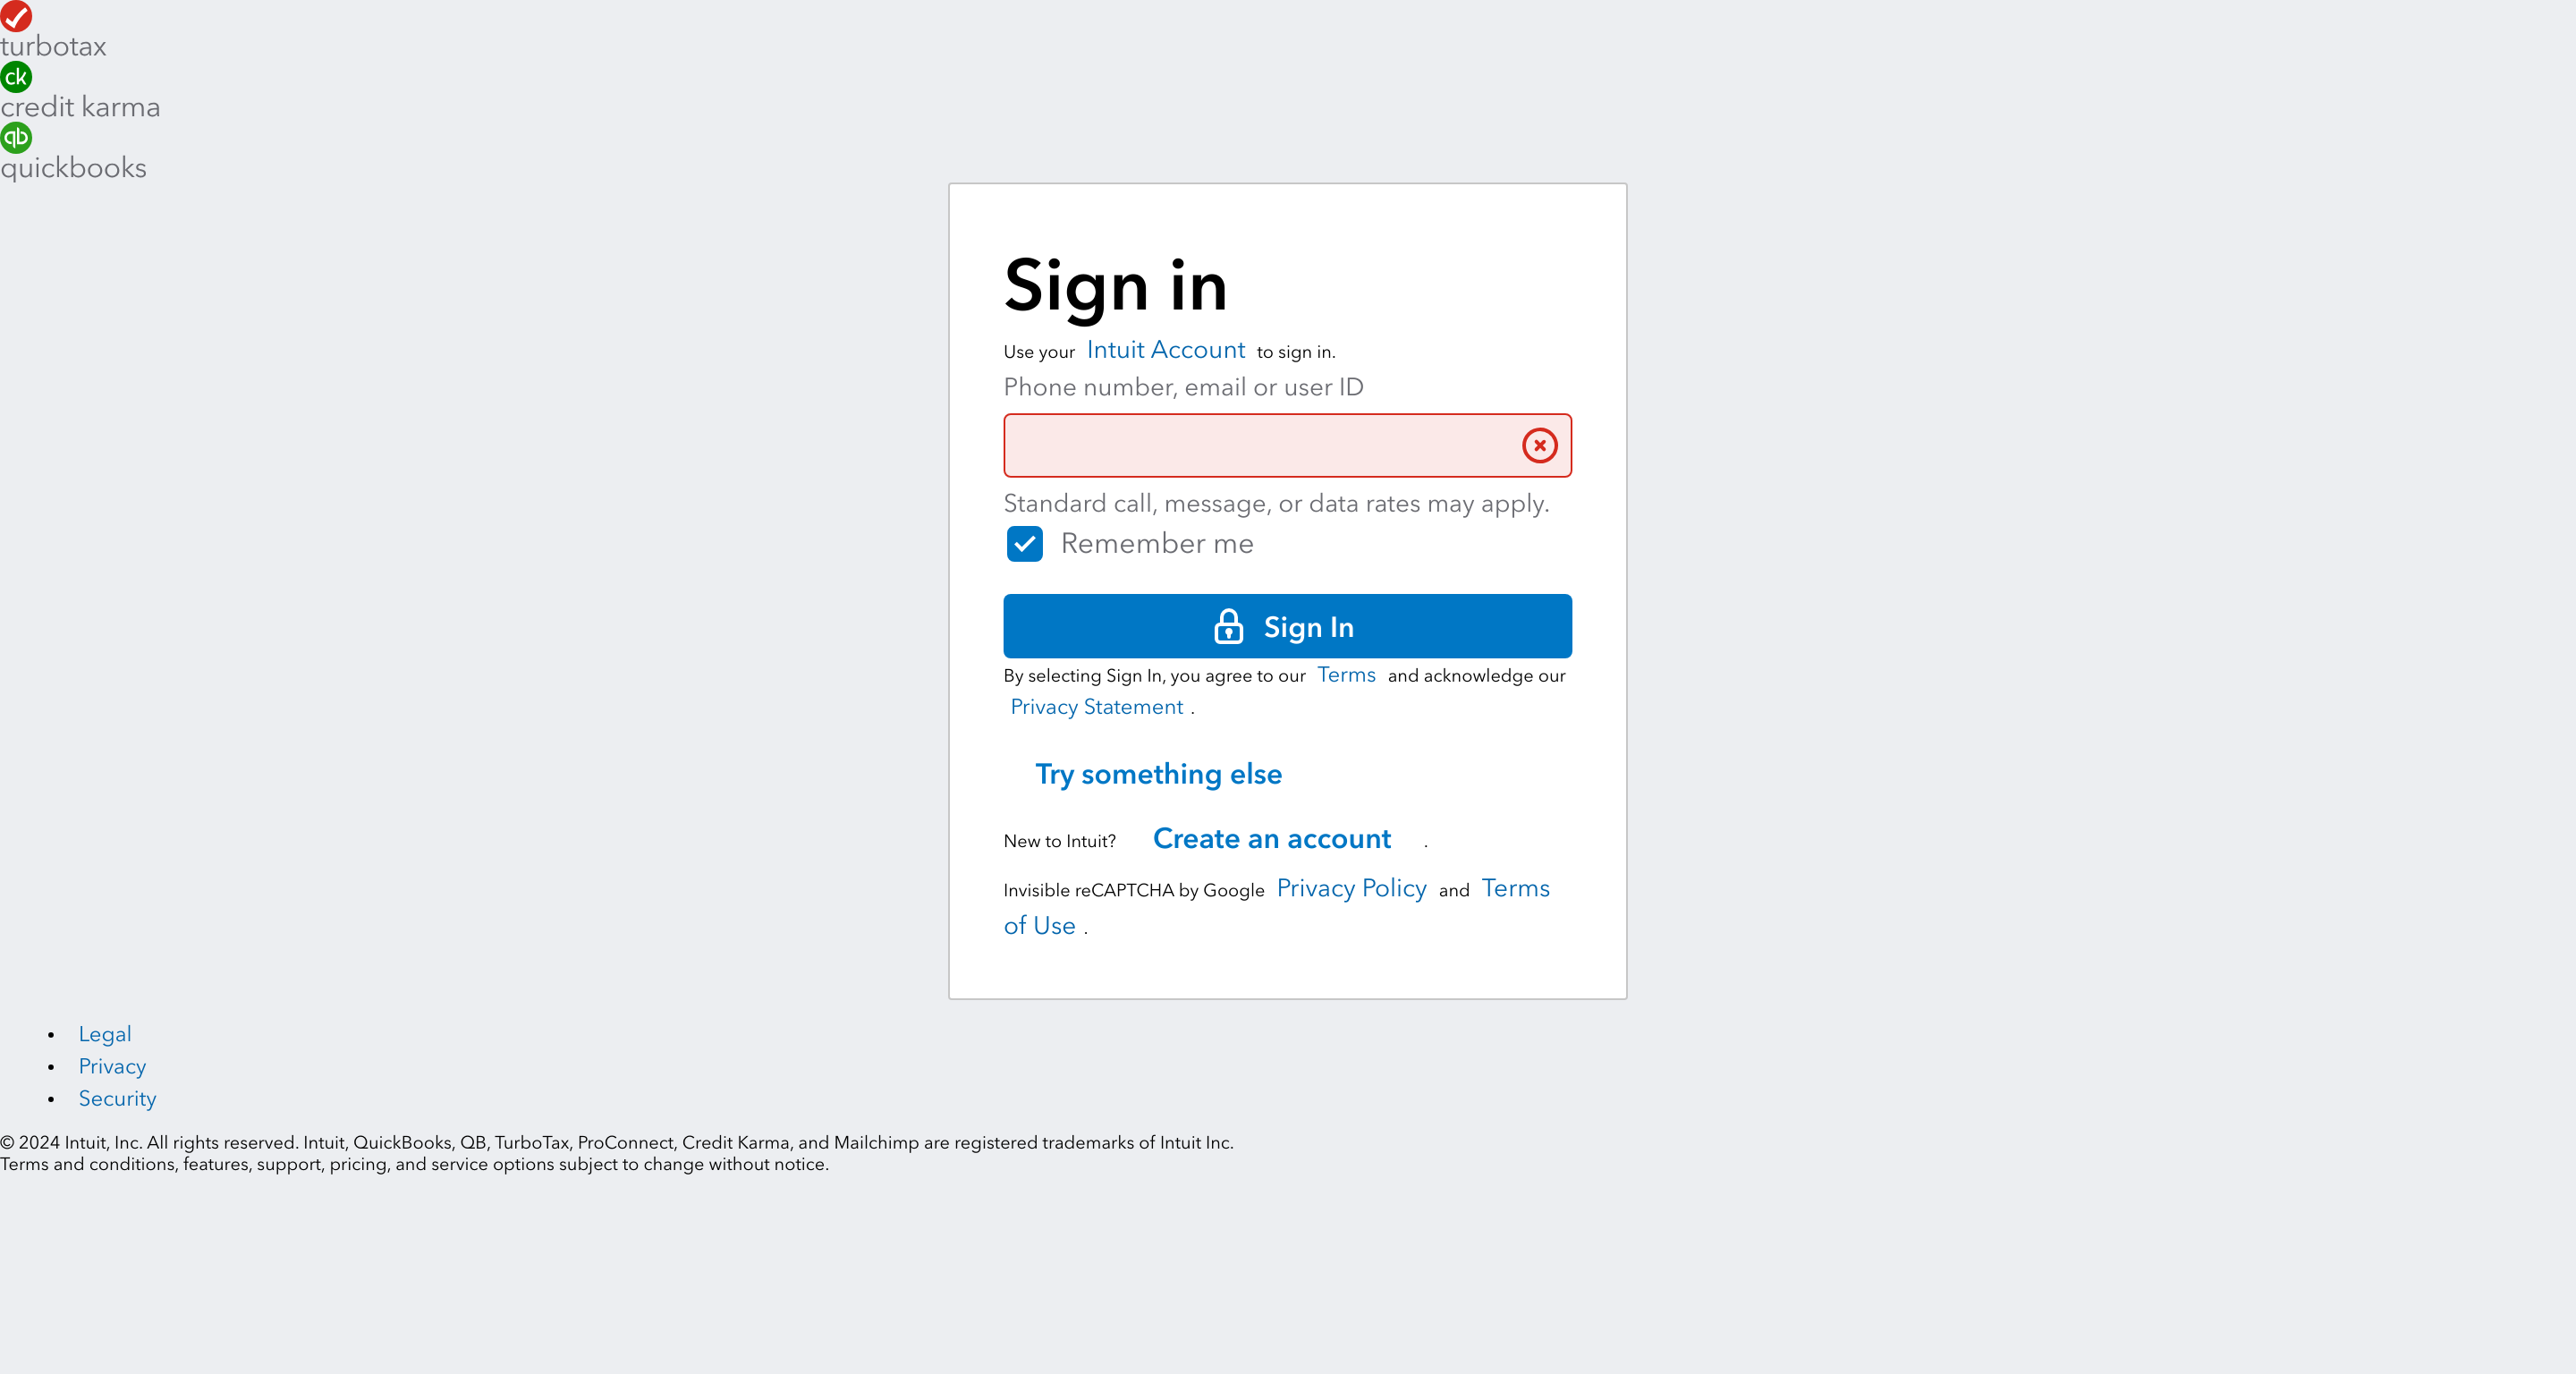 turbotax
ck
credit karma
qb
quickbooks
Sign in
Use your Intuit Account to sign in.
Phone number, email or user ID
Standard call, message, or data rates may apply.
Remember me
Sign In
By selecting Sign In, you agree to our Terms and acknowledge our
Privacy Statement .
Try something else
New to Intuit? Create an account .
Invisible reCAPTCHA by Google Privacy Policy and Terms
of Use .
• Legal
• Privacy
• Security
© 2024 Intuit, Inc. All rights reserved. Intuit, QuickBooks, QB, TurboTax, ProConnect, Credit Karma, and Mailchimp are registered trademarks of Intuit Inc.
Terms and conditions, features, support, pricing, and service options subject to change without notice.